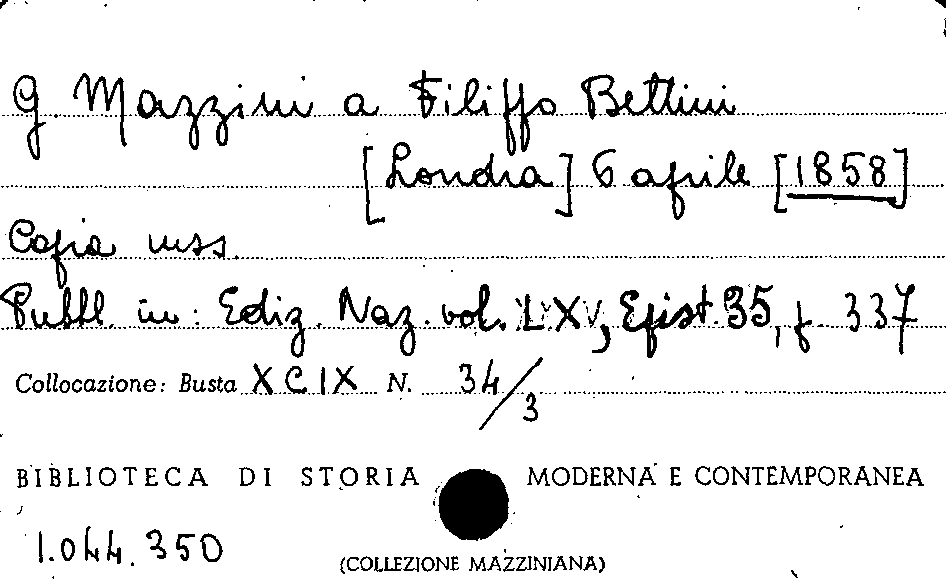 G. Mazzini a Filippo Bettini
[Londra] 6 aprile [1858]
Copia mss.
Pubbl. in: Ediz. Naz. vol. LXV, Epist. 35, p. 337
Collocazione: Busta XCIX N. 34/3
BIBLIOTECA DI STORIA MODERNA E CONTEMPORANEA
1.044.350
(COLLEZIONE MAZZINIANA)